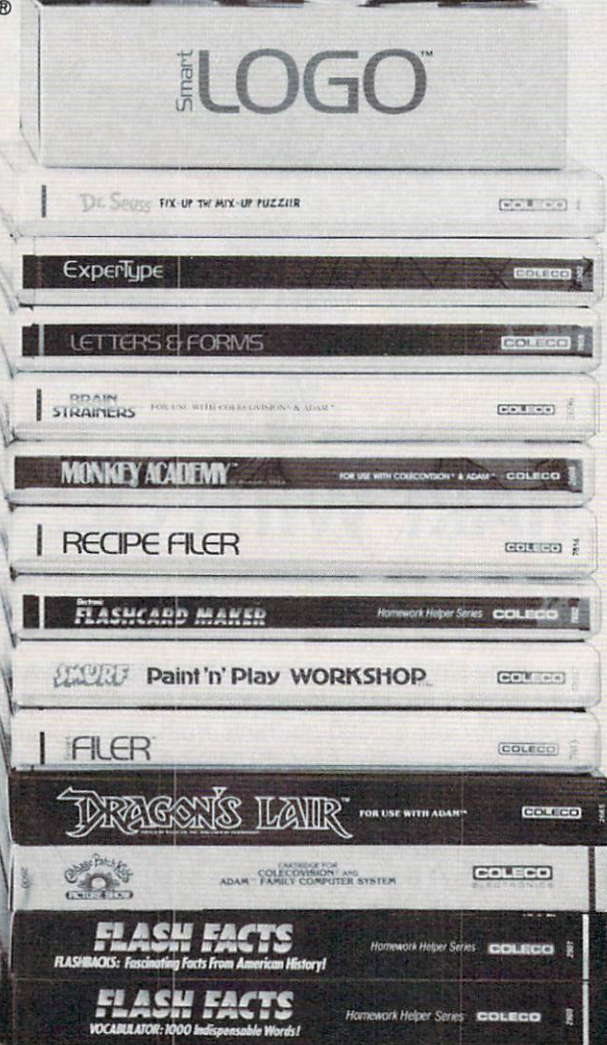 ®
Smart LOGO™
Dr. Seuss FIX-UP THE MIX-UP PUZZLER COLECO
ExperType COLECO
LETTERS & FORMS COLECO
BRAIN STRAINERS FOR USE WITH COLECOVISION® & ADAM™ COLECO
MONKEY ACADEMY™ FOR USE WITH COLECOVISION® & ADAM™ COLECO
RECIPE FILER COLECO 7814
Electronic
FLASHCARD MAKER Homework Helper Series COLECO
SMURF Paint 'n' Play WORKSHOP COLECO
FILER™ COLECO
DRAGON'S LAIR™ FOR USE WITH ADAM™ COLECO
Cabbage Patch Kids
PICTURE SHOW
CARTRIDGE FOR
COLECOVISION® AND
ADAM™ FAMILY COMPUTER SYSTEM
COLECO
ELECTRONICS
FLASH FACTS
FLASHBACKS: Fascinating Facts From American History!
Homework Helper Series COLECO
FLASH FACTS
VOCABULATOR: 1000 Indispensable Words!
Homework Helper Series COLECO